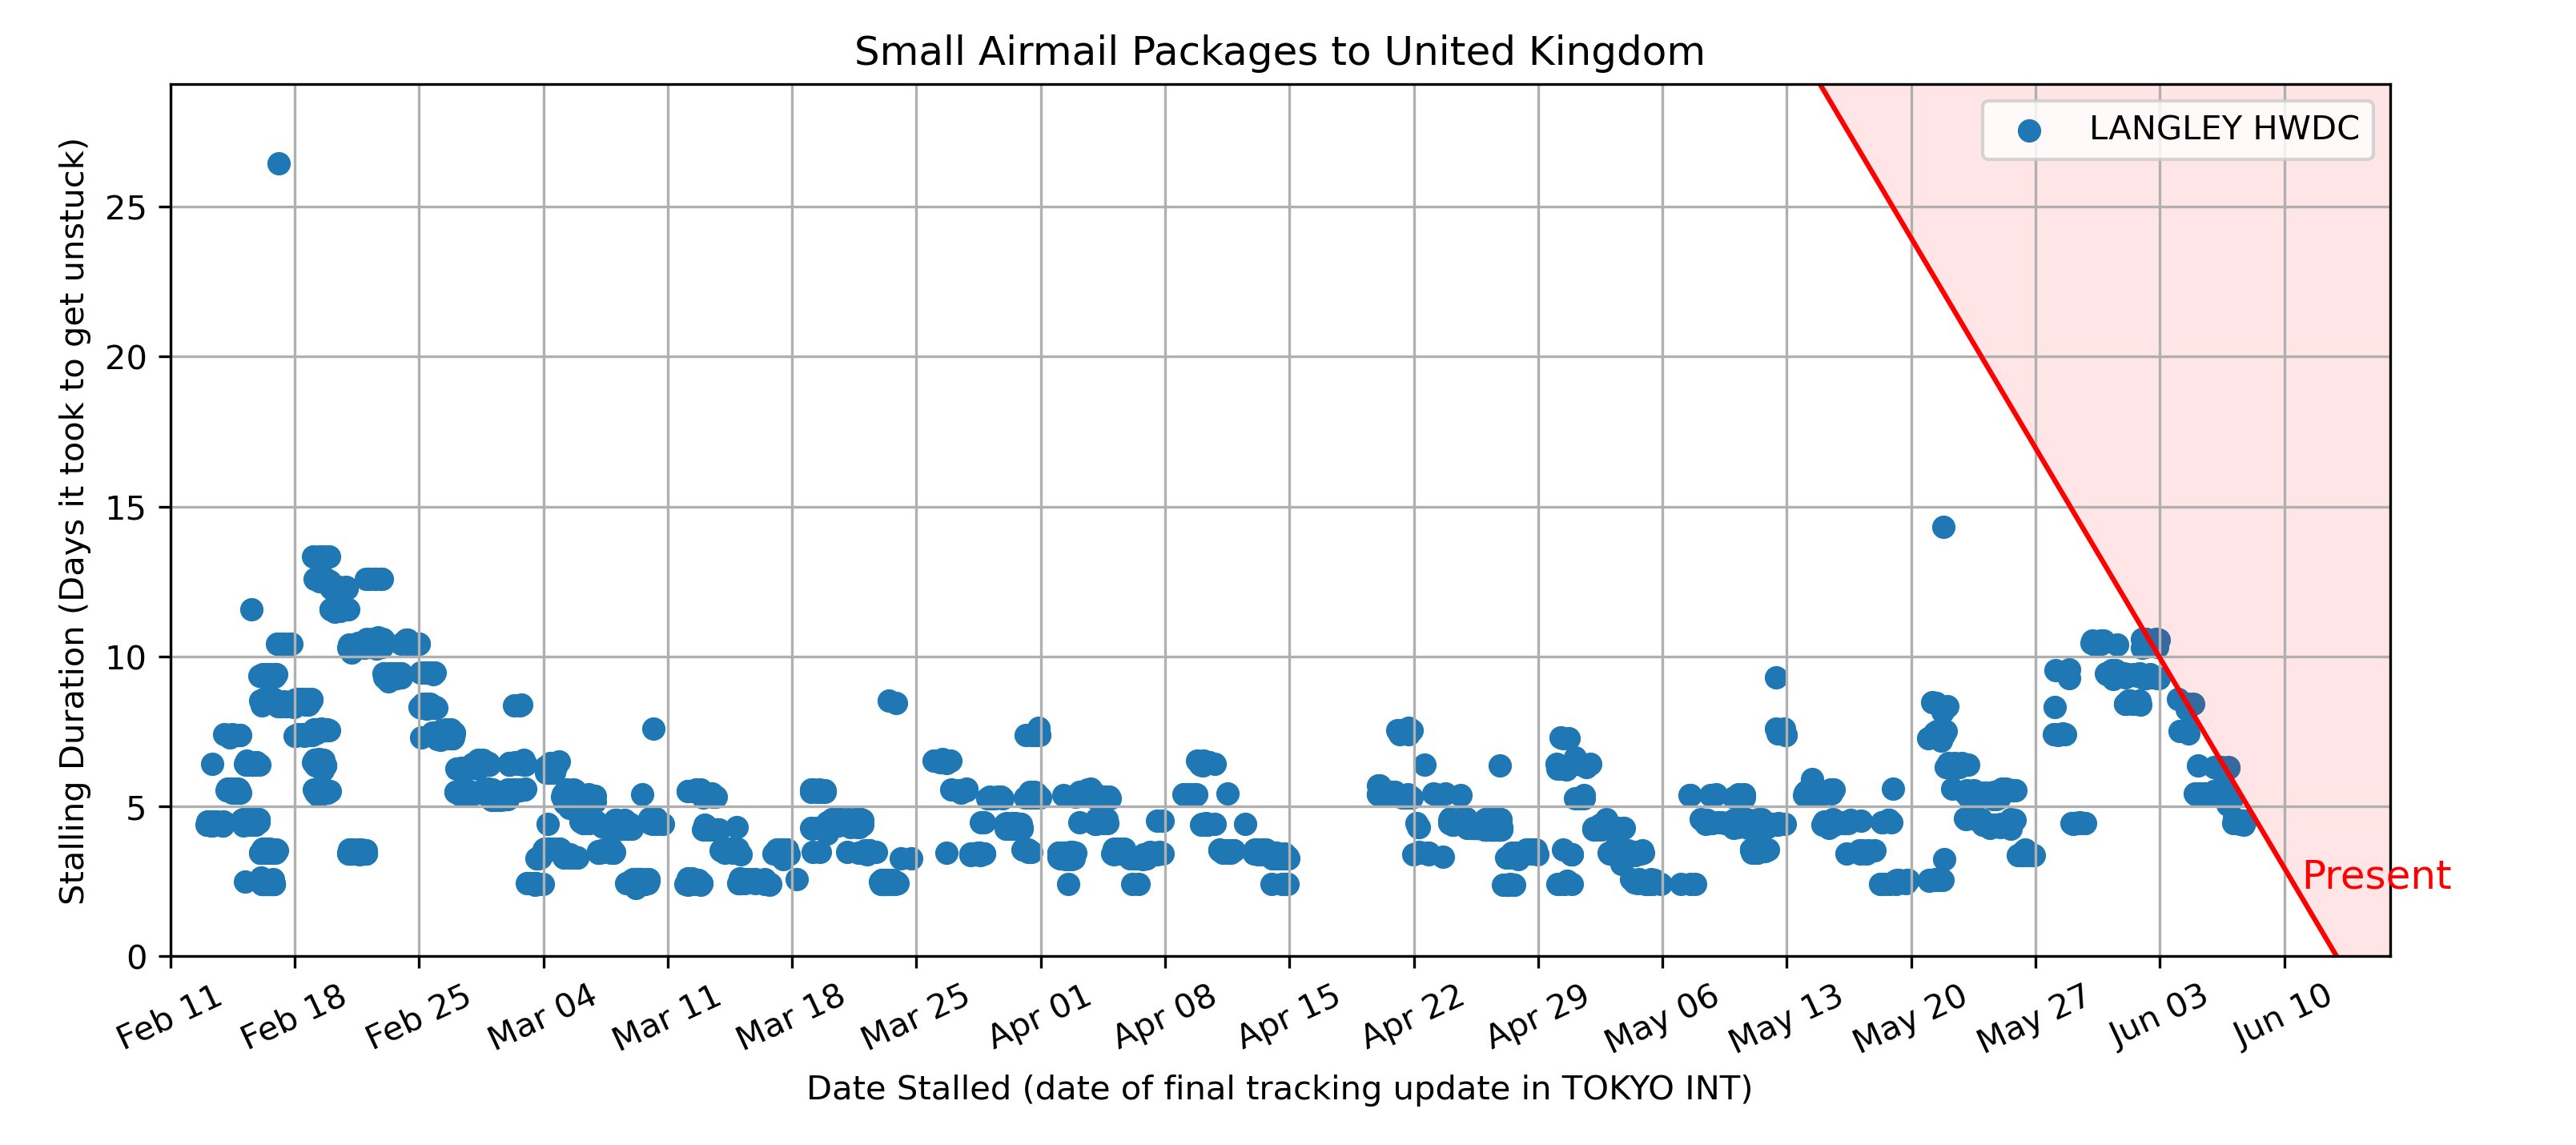 Small Airmail Packages to United Kingdom
LANGLEY HWDC
Stalling Duration (Days it took to get unstuck)
25
20
15
10
5
0
Present
Feb 11
Feb 18
Feb 25
Mar 04
Mar 11
Mar 18
Mar 25
Apr 01
Apr 08
Apr 15
Apr 22
Apr 29
May 06
May 13
May 20
May 27
Jun 03
Jun 10
Date Stalled (date of final tracking update in TOKYO INT)